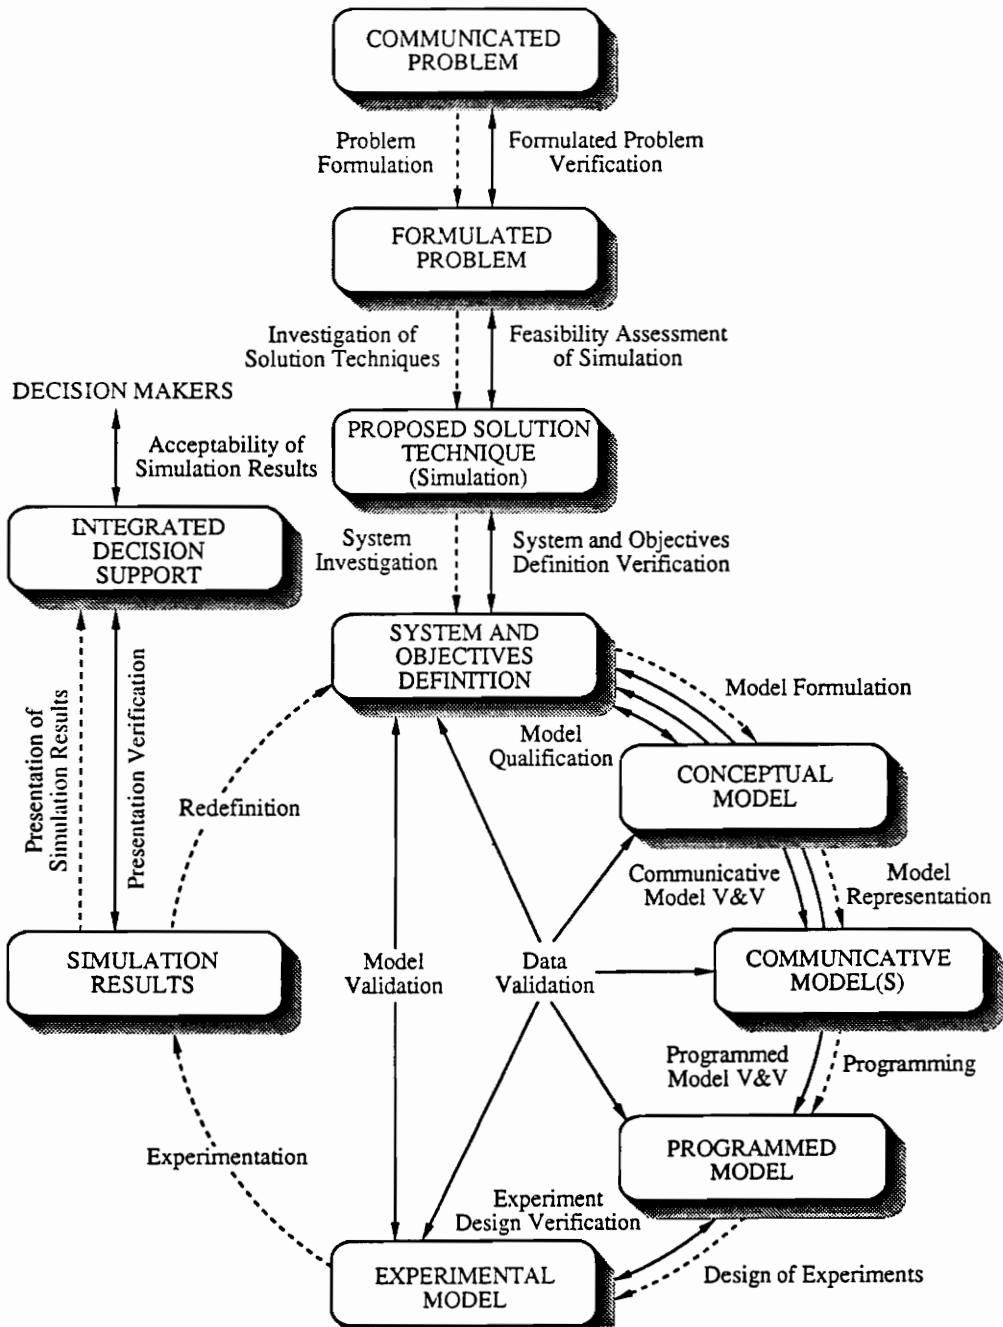 COMMUNICATED
PROBLEM
Problem
Formulation
Formulated Problem
Verification
FORMULATED
PROBLEM
Investigation of
Solution Techniques
Feasibility Assessment
of Simulation
DECISION MAKERS
Acceptability of
Simulation Results
PROPOSED SOLUTION
TECHNIQUE
(Simulation)
INTEGRATED
DECISION
SUPPORT
System
Investigation
System and Objectives
Definition Verification
SYSTEM AND
OBJECTIVES
DEFINITION
Model Formulation
Model
Qualification
Presentation of
Simulation Results
Presentation Verification
Redefinition
CONCEPTUAL
MODEL
Communicative
Model V&V
Model
Representation
SIMULATION
RESULTS
Model
Validation
Data
Validation
COMMUNICATIVE
MODEL(S)
Programmed
Model V&V
Programming
Experimentation
PROGRAMMED
MODEL
Experiment
Design Verification
EXPERIMENTAL
MODEL
Design of Experiments